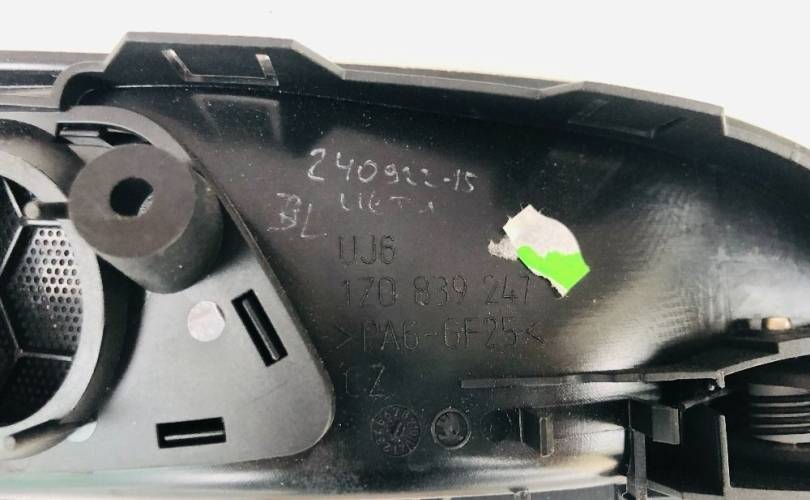 240922-15
BL
UJ6
1Z0 839 247
>PA6-GF25<
CZ